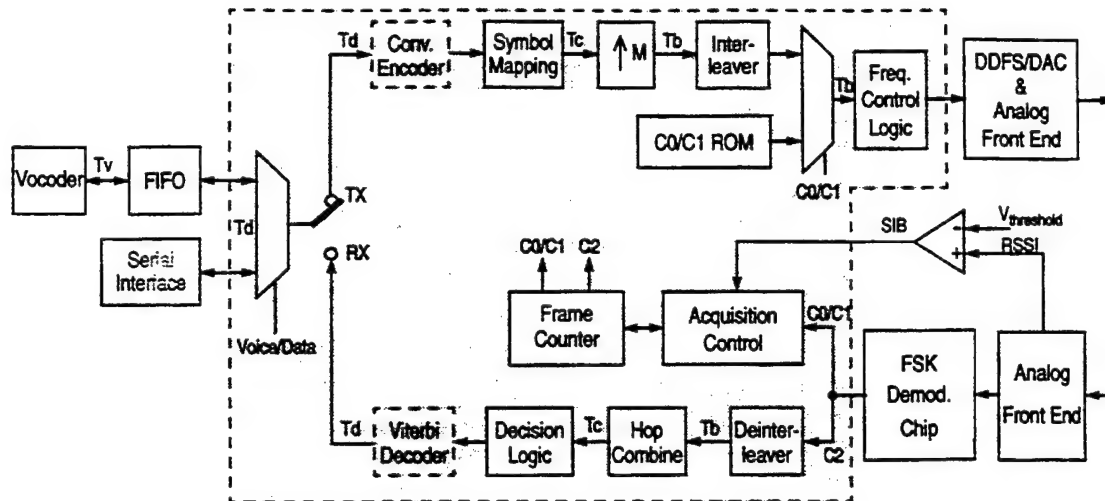 Td
Conv.
Encoder
Symbol
Mapping
Tc
M
Tb
Inter-
leaver
Tb
Freq.
Control
Logic
DDFS/DAC
&
Analog
Front End
C0/C1 ROM
C0/C1
Vocoder
Tv
FIFO
Td
TX
RX
Serial
Interface
Voice/Data
SIB
Vthreshold
RSSI
-
+
C0/C1
C2
Frame
Counter
Acquisition
Control
C0/C1
FSK
Demod.
Chip
Analog
Front End
Td
Viterbi
Decoder
Decision
Logic
Tc
Hop
Combine
Tb
Deinter-
leaver
C2